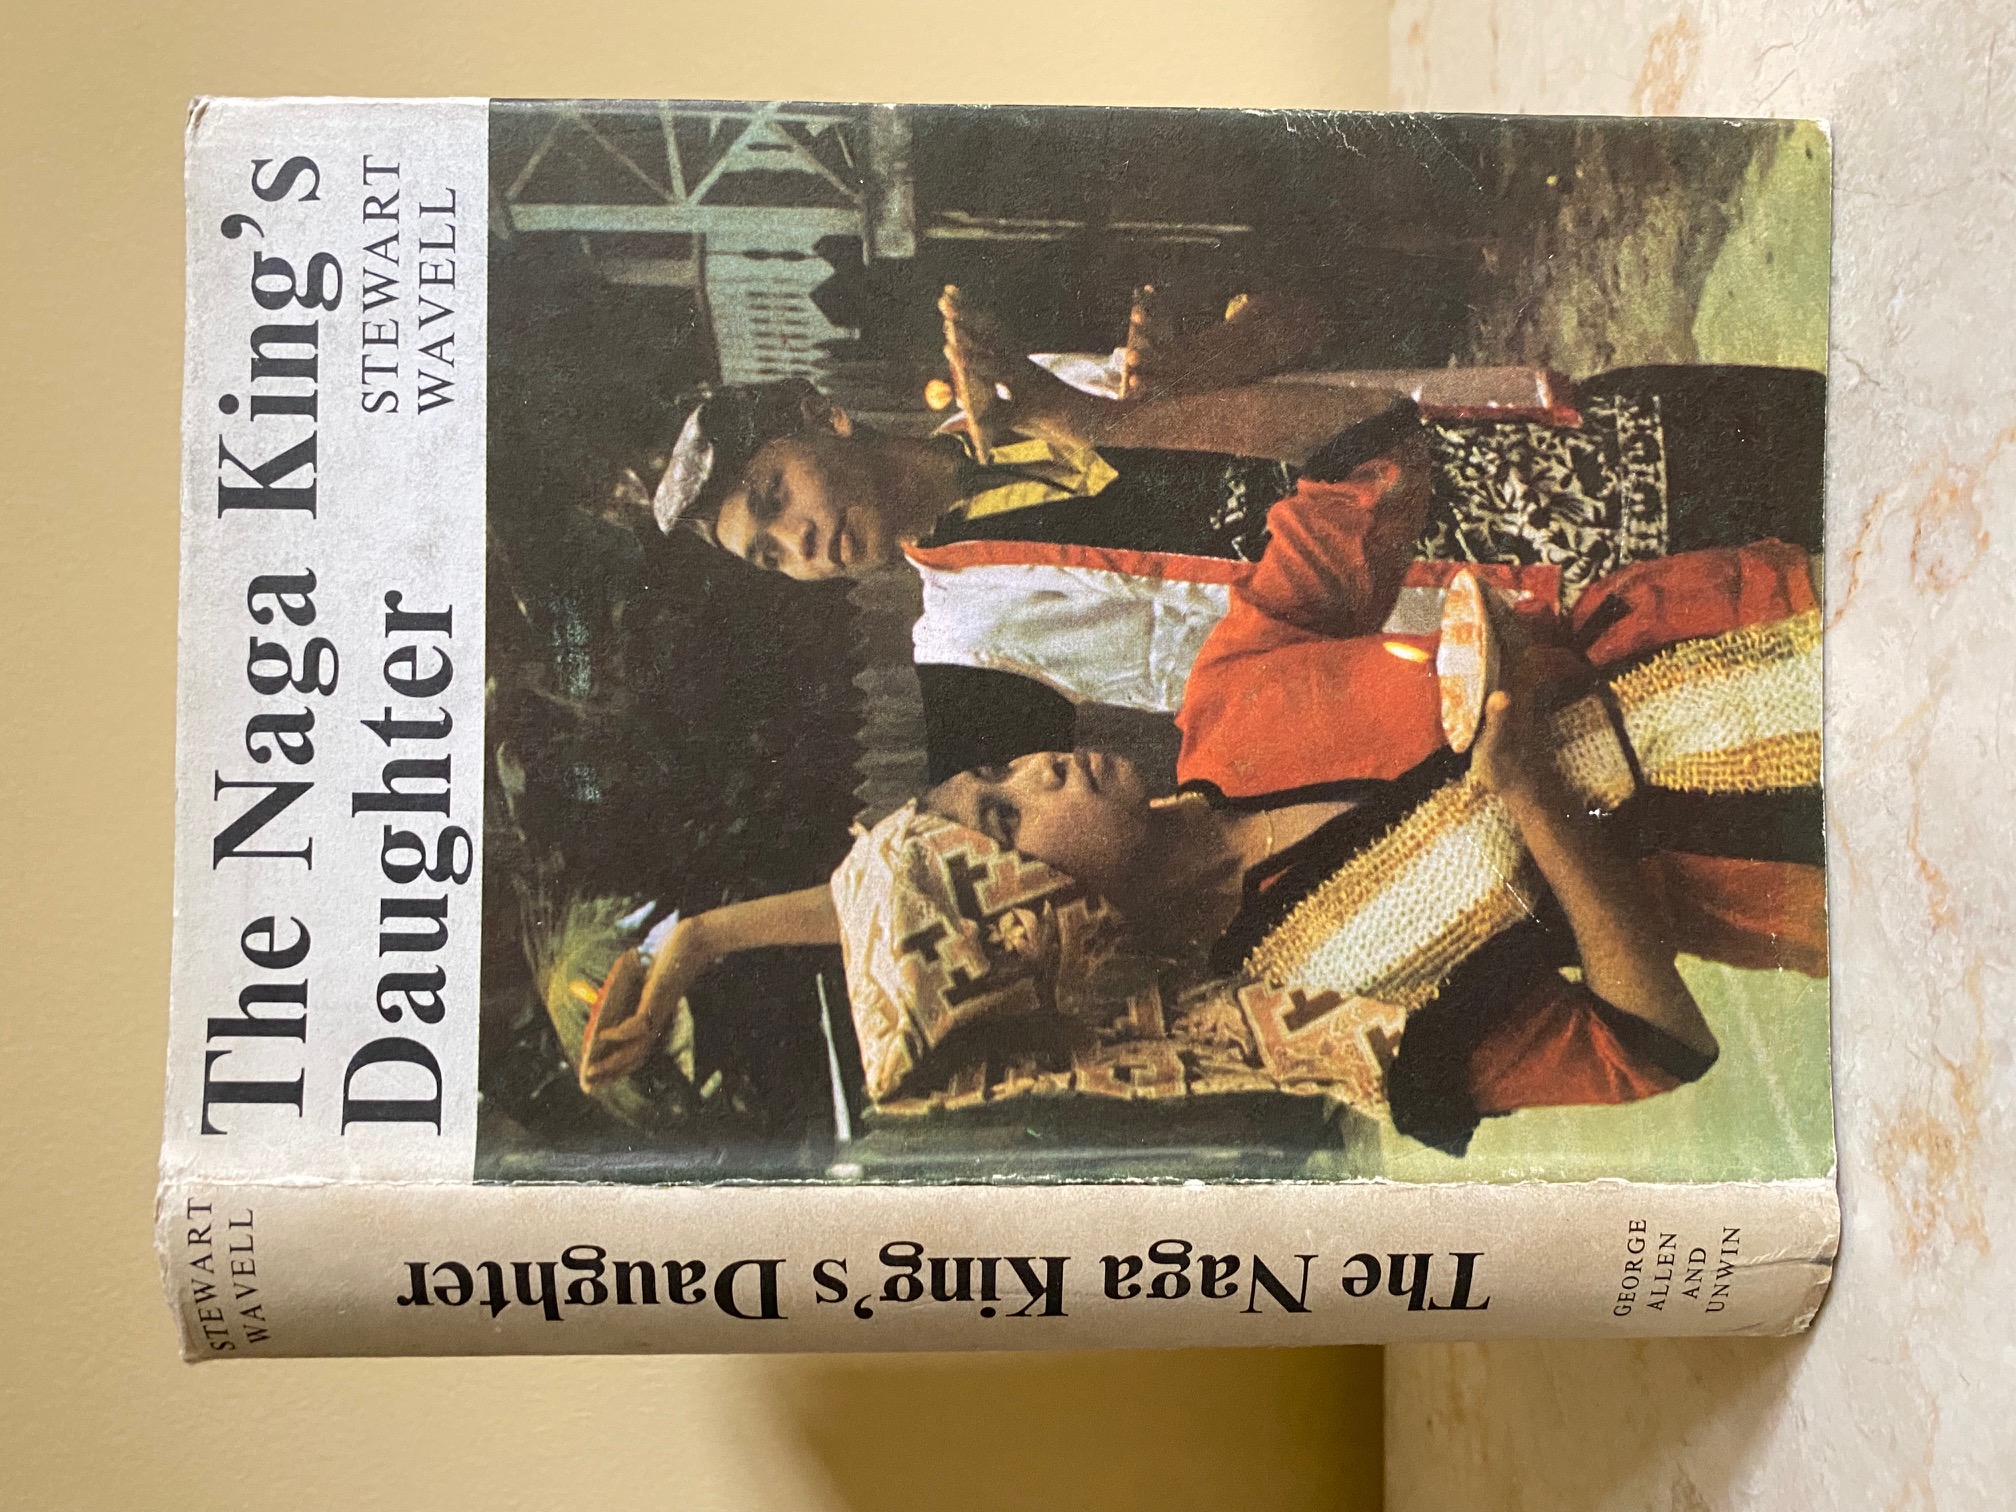 The Naga King's
Daughter
STEWART
WAVELL
STEWART
WAVELL
The Naga King's Daughter
GEORGE
ALLEN
AND
UNWIN